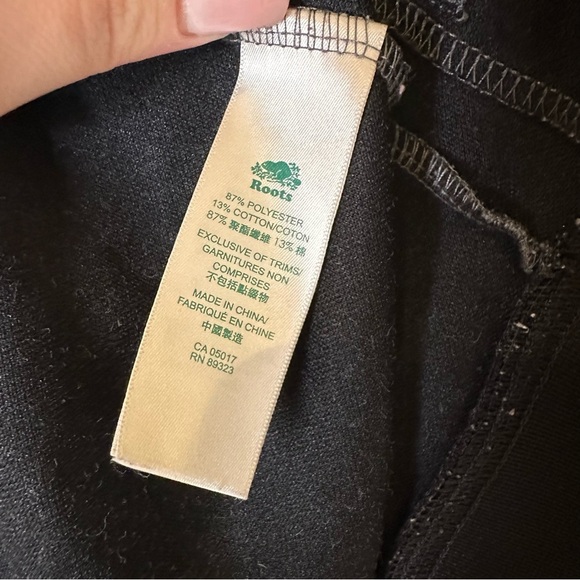 Roots
87% POLYESTER
13% COTTON/COTON
87% 聚酯纖維 13% 棉
EXCLUSIVE OF TRIMS/
GARNITURES NON
COMPRISES
不包括點綴物
MADE IN CHINA/
FABRIQUÉ EN CHINE
中國製造
CA 05017
RN 89323